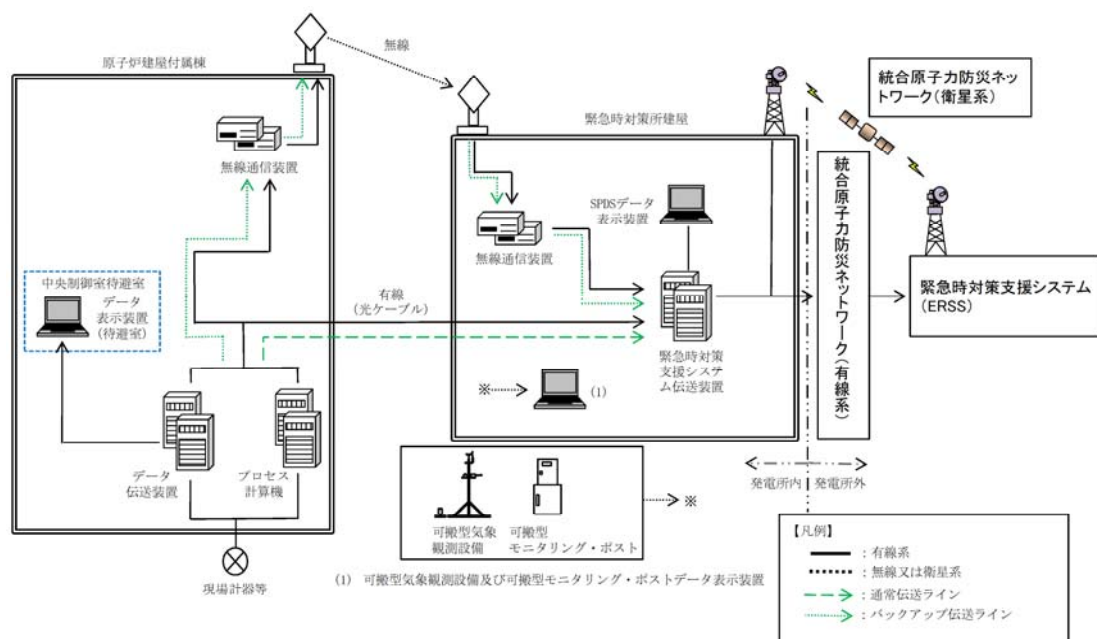 無線
原子炉建屋付属棟
無線通信装置
中央制御室待避室
データ
表示装置
(待避室)
データ
伝送装置
プロセス
計算機
現場計器等
有線
(光ケーブル)
緊急時対策所建屋
無線通信装置
SPDSデータ
表示装置
緊急時対策
支援システ
ム伝送装置
※
(1)
可搬型気象
観測設備
可搬型
モニタリング・ポスト
※
(1) 可搬型気象観測設備及び可搬型モニタリング・ポストデータ表示装置
統合原子力防災ネッ
トワーク(衛星系)
統合原子力防災ネットワーク(有線系)
緊急時対策支援システム
(ERSS)
発電所内
発電所外
【凡例】
:有線系
:無線又は衛星系
:通常伝送ライン
:バックアップ伝送ライン